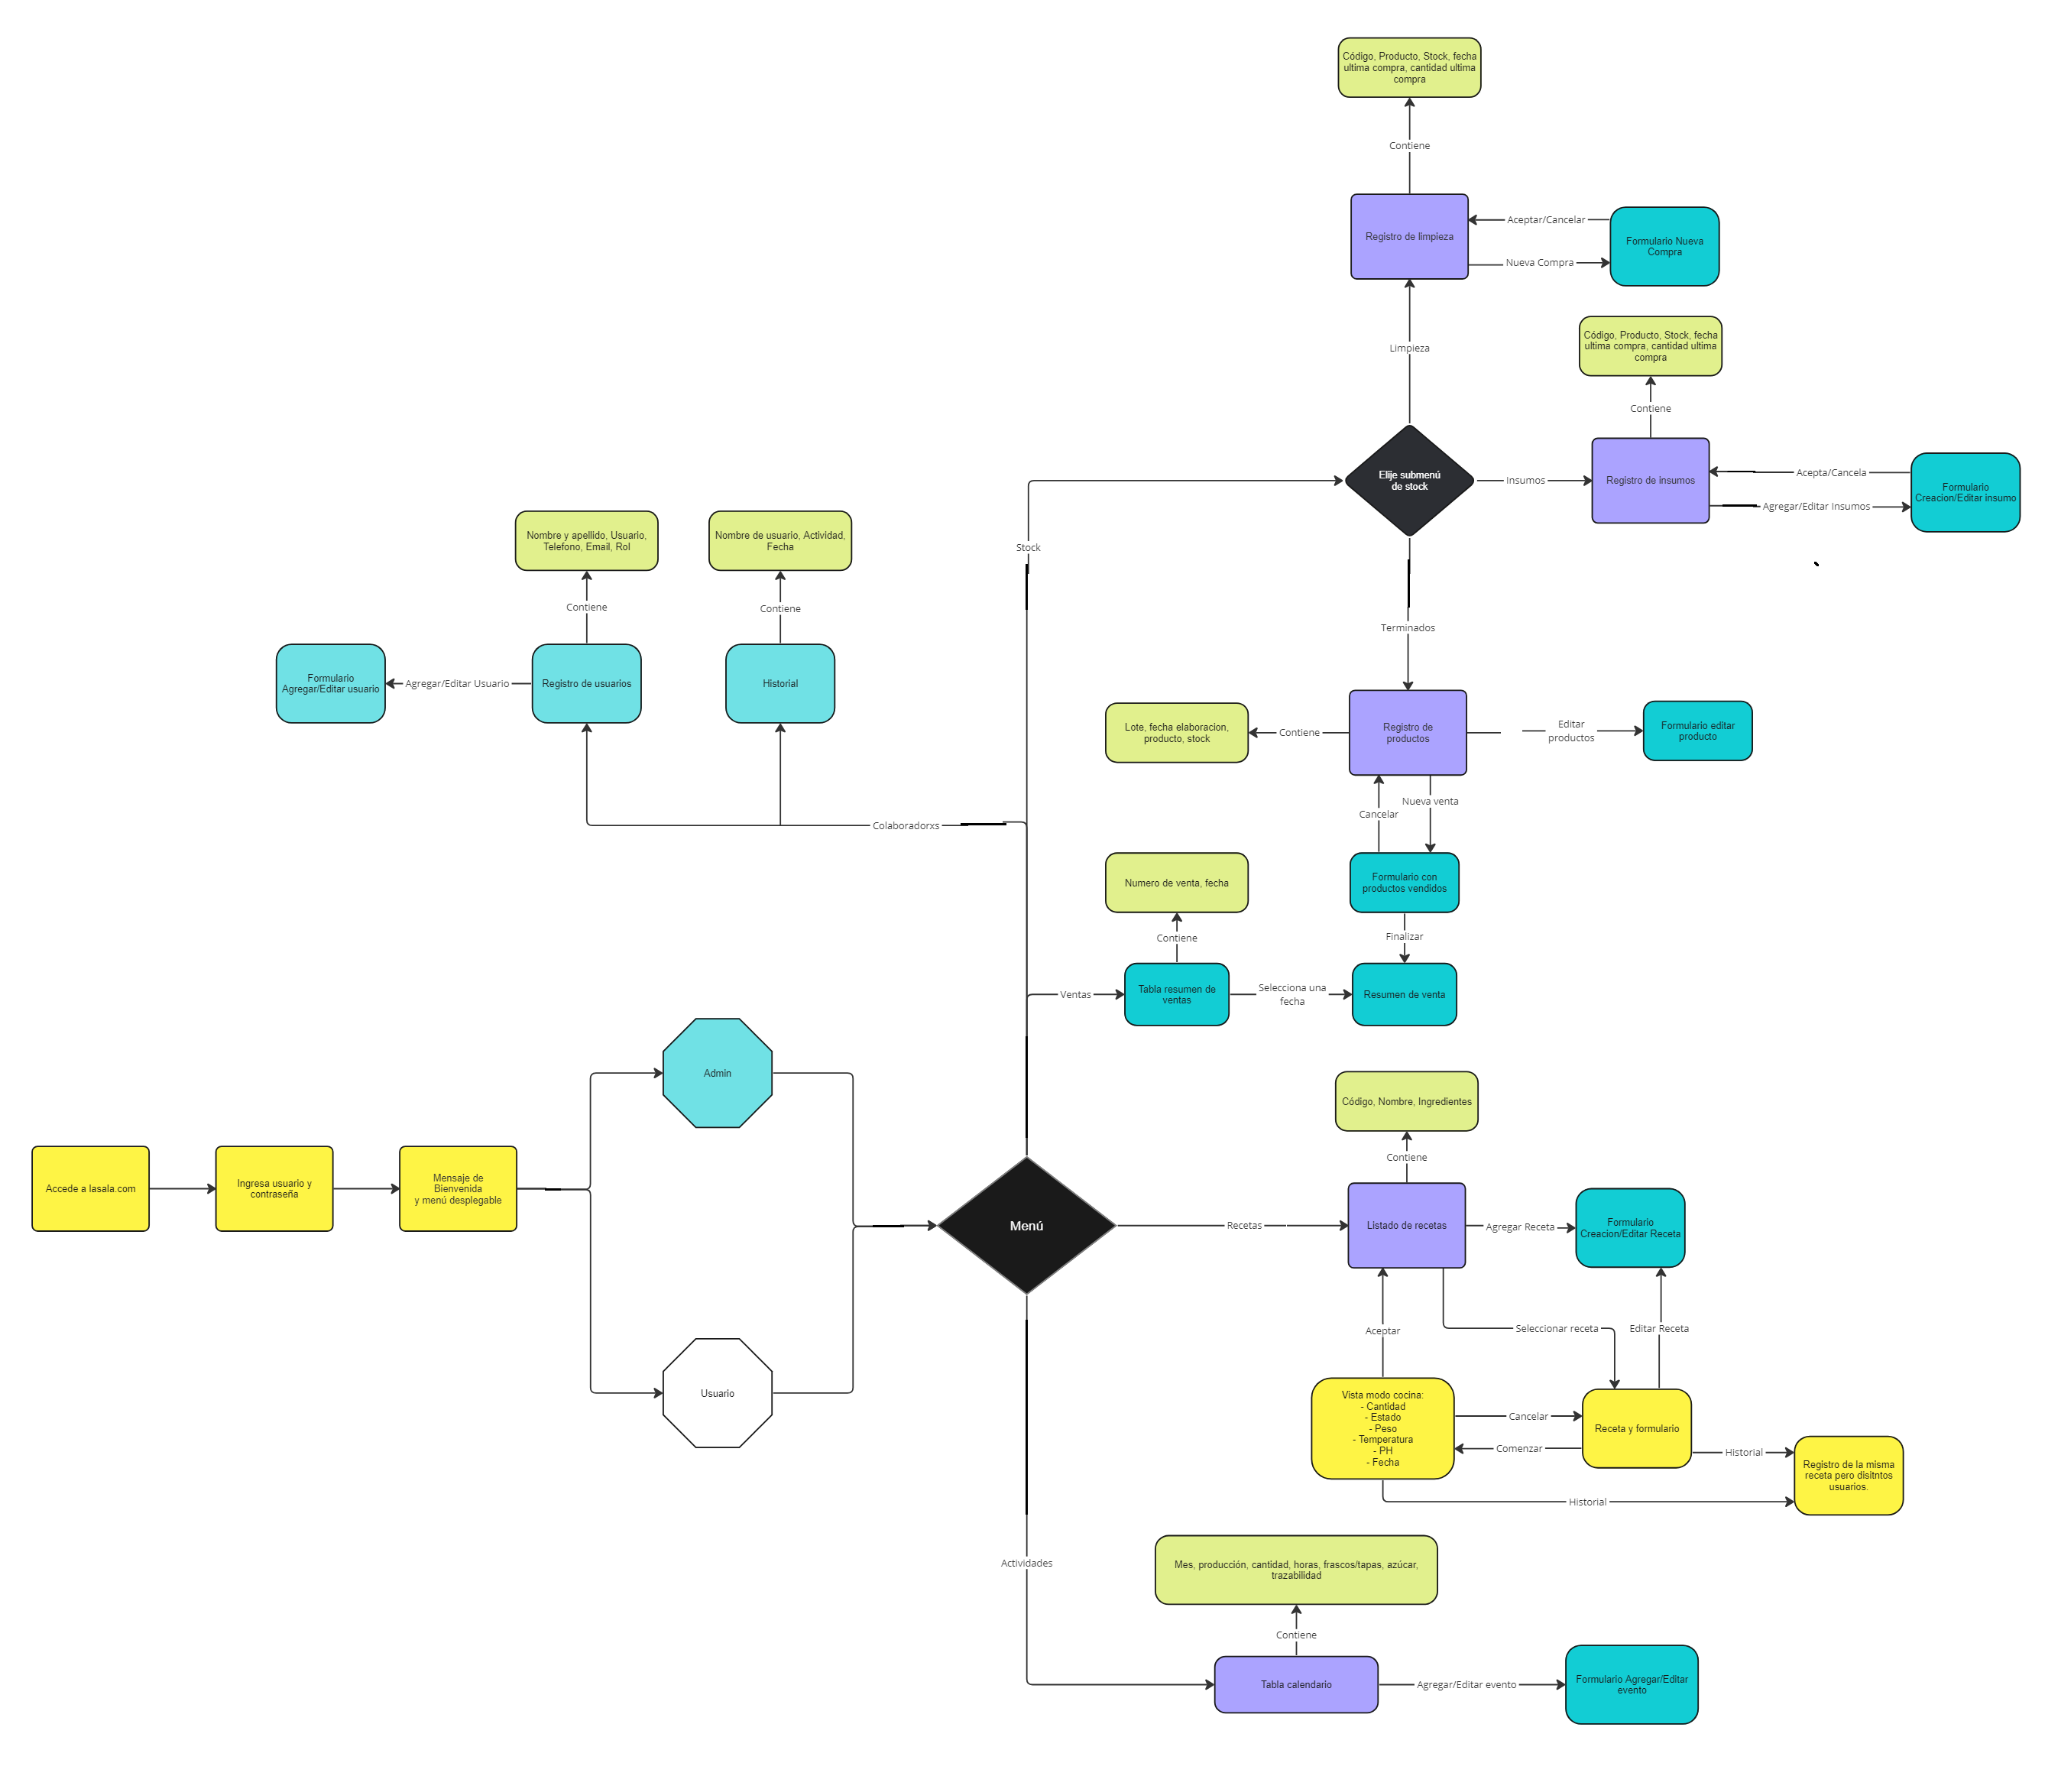 Código, Producto, Stock, fecha
ultima compra, cantidad ultima
compra
Contiene
Registro de limpieza
Aceptar/Cancelar
Nueva Compra
Formulario Nueva
Compra
Limpieza
Código, Producto, Stock, fecha
ultima compra, cantidad ultima
compra
Contiene
Elije submenú
de stock
Insumos
Registro de insumos
Acepta/Cancela
Agregar/Editar Insumos
Formulario
Creacion/Editar insumo
Stock
Nombre y apellido, Usuario,
Telefono, Email, Rol
Nombre de usuario, Actividad,
Fecha
Contiene
Contiene
Formulario
Agregar/Editar usuario
Agregar/Editar Usuario
Registro de usuarios
Historial
Colaboradorxs
Terminados
Lote, fecha elaboracion,
producto, stock
Contiene
Registro de
productos
Editar
productos
Formulario editar
producto
Cancelar
Nueva venta
Numero de venta, fecha
Formulario con
productos vendidos
Contiene
Finalizar
Ventas
Tabla resumen de
ventas
Selecciona una
fecha
Resumen de venta
Admin
Código, Nombre, Ingredientes
Contiene
Accede a lasala.com
Ingresa usuario y
contraseña
Mensaje de
Bienvenida
y menú desplegable
Menú
Recetas
Listado de recetas
Agregar Receta
Formulario
Creacion/Editar Receta
Aceptar
Seleccionar receta
Editar Receta
Usuario
Vista modo cocina:
- Cantidad
- Estado
- Peso
- Temperatura
- PH
- Fecha
Cancelar
Comenzar
Receta y formulario
Historial
Registro de la misma
receta pero disitntos
usuarios.
Historial
Actividades
Mes, producción, cantidad, horas, frascos/tapas, azúcar,
trazabilidad
Contiene
Tabla calendario
Agregar/Editar evento
Formulario Agregar/Editar
evento